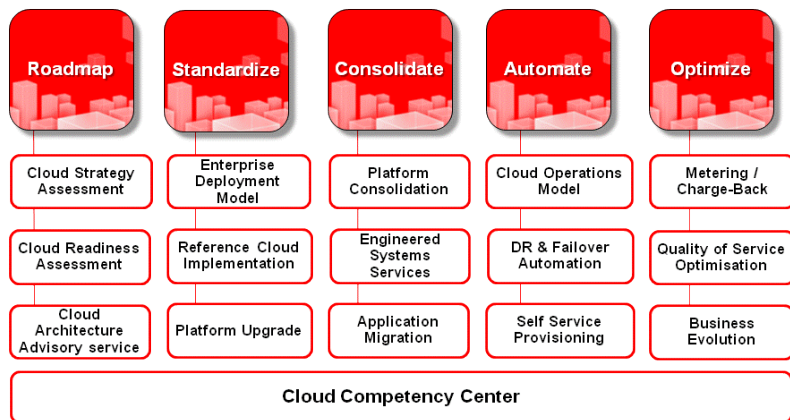 Roadmap
Standardize
Consolidate
Automate
Optimize
Cloud Strategy
Assessment
Enterprise
Deployment
Model
Platform
Consolidation
Cloud Operations
Model
Metering /
Charge-Back
Cloud Readiness
Assessment
Reference Cloud
Implementation
Engineered
Systems
Services
DR & Failover
Automation
Quality of Service
Optimisation
Cloud
Architecture
Advisory service
Platform Upgrade
Application
Migration
Self Service
Provisioning
Business
Evolution
Cloud Competency Center